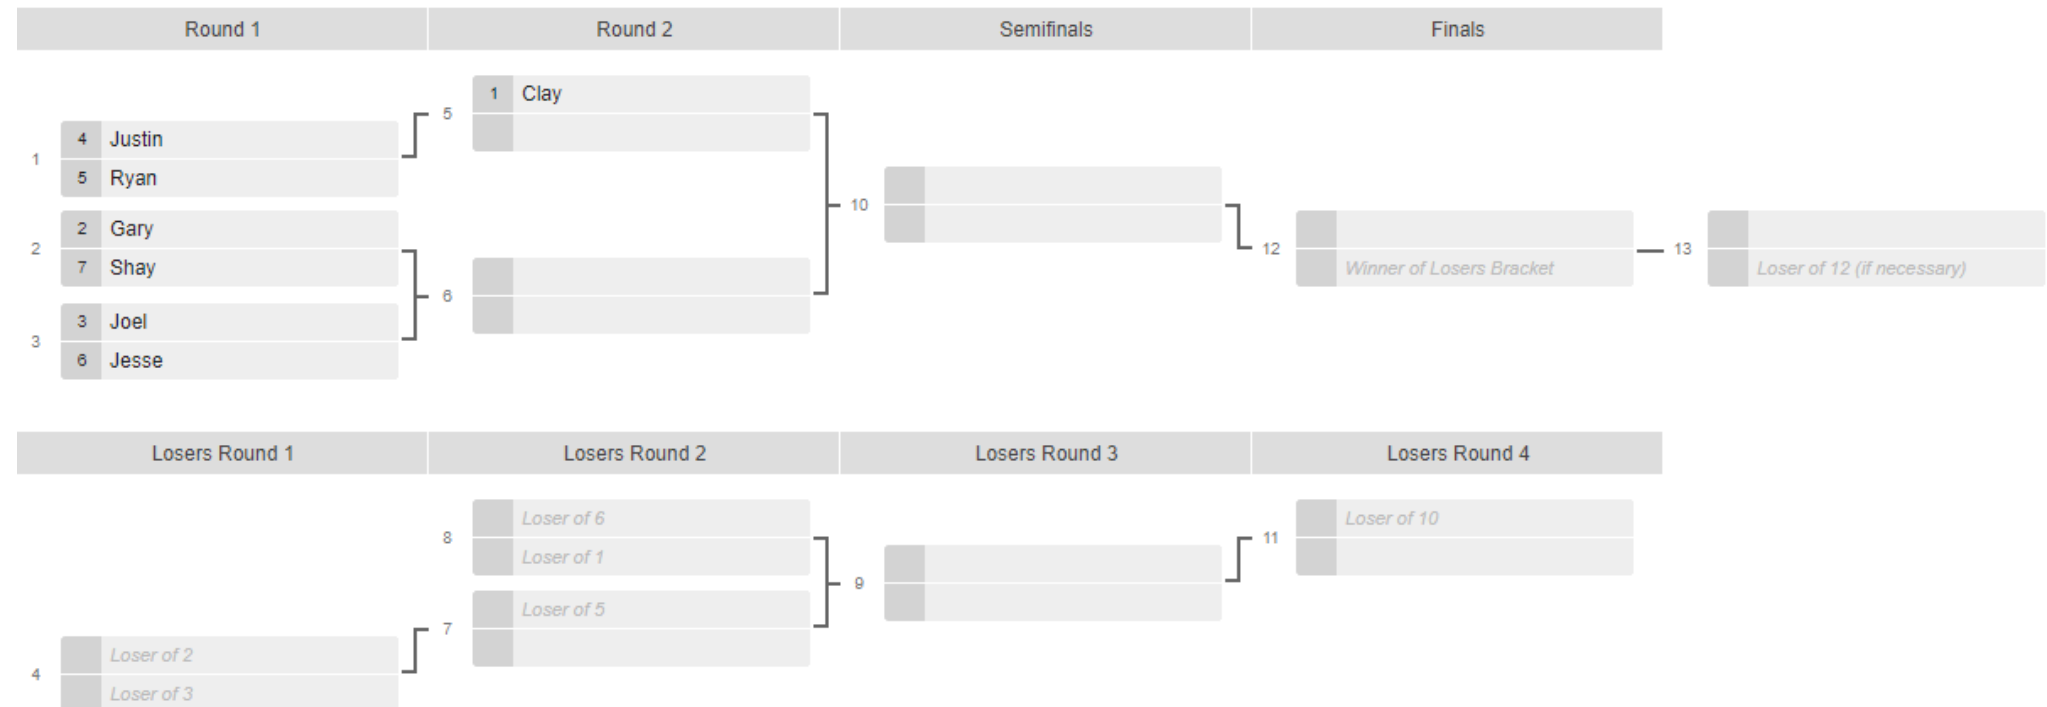 Round 1 Round 2 Semifinals Finals
1 Clay
5
4 Justin
1
5 Ryan
10
2 Gary
2 12 13
7 Shay Winner of Losers Bracket Loser of 12 (if necessary)
6
3 Joel
3
6 Jesse
Losers Round 1 Losers Round 2 Losers Round 3 Losers Round 4
Loser of 6 Loser of 10
8 11
Loser of 1
9
Loser of 5
7
Loser of 2
4
Loser of 3